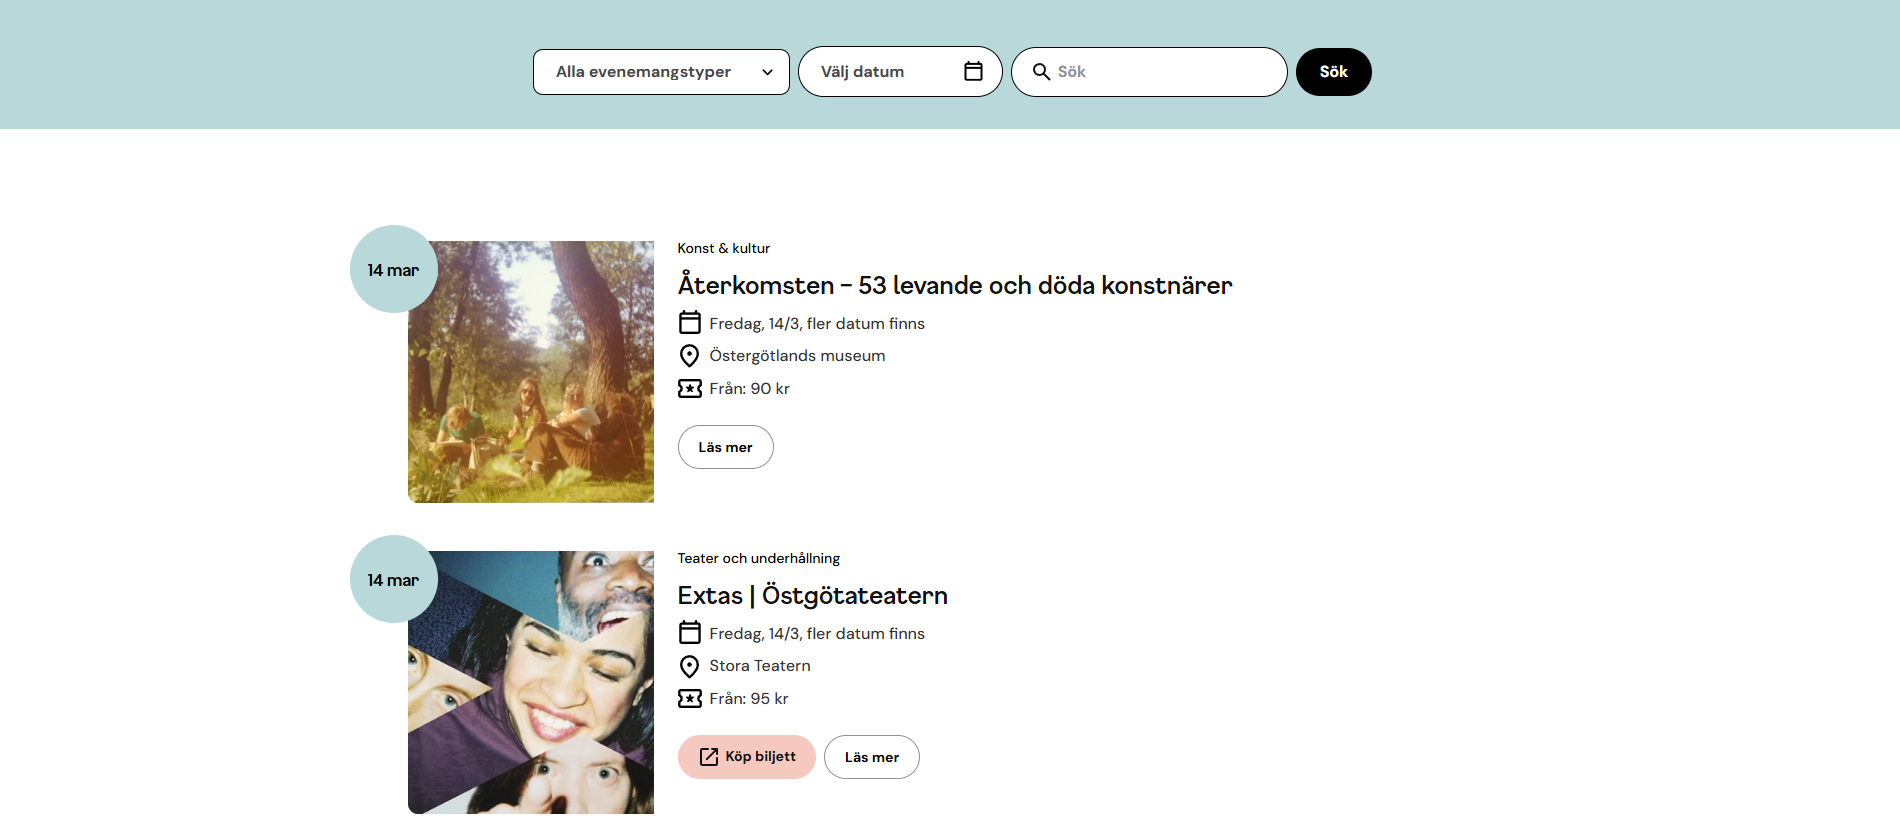 Alla evenemangstyper
Välj datum
Sök
Sök
14 mar
Konst & kultur
Återkomsten – 53 levande och döda konstnärer
Fredag, 14/3, fler datum finns
Östergötlands museum
Från: 90 kr
Läs mer
14 mar
Teater och underhållning
Extas | Östgötateatern
Fredag, 14/3, fler datum finns
Stora Teatern
Från: 95 kr
Köp biljett
Läs mer